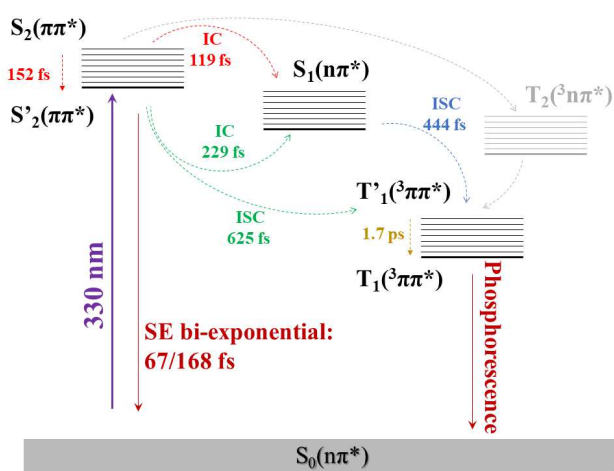 S₂(ππ*)
152 fs
S'₂(ππ*)
IC
119 fs
S₁(nπ*)
T₂(³nπ*)
ISC
444 fs
IC
229 fs
ISC
625 fs
T'₁(³ππ*)
1.7 ps
T₁(³ππ*)
330 nm
SE bi-exponential:
67/168 fs
Phosphorescence
S₀(nπ*)